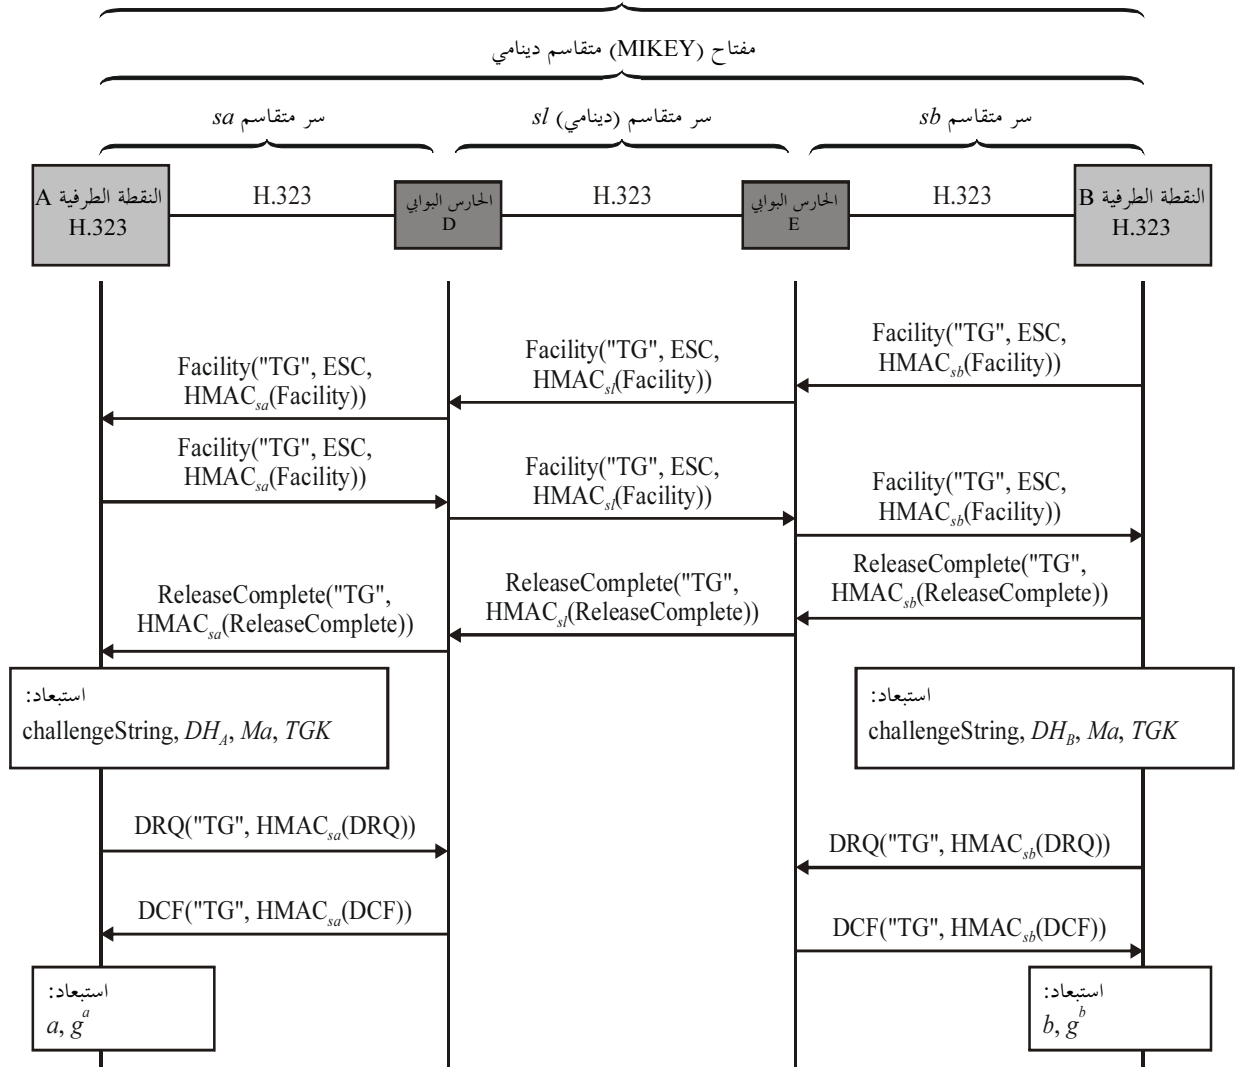 مفتاح (MIKEY) متقاسم دينامي
سر متقاسم sa
سر متقاسم (دينامي) sl
سر متقاسم sb
النقطة الطرفية A
H.323
H.323
الحارس البوابي
D
H.323
الحارس البوابي
E
H.323
النقطة الطرفية B
H.323
Facility("TG", ESC,
HMACsb(Facility))
Facility("TG", ESC,
HMACsl(Facility))
Facility("TG", ESC,
HMACsa(Facility))
Facility("TG", ESC,
HMACsa(Facility))
Facility("TG", ESC,
HMACsl(Facility))
Facility("TG", ESC,
HMACsb(Facility))
ReleaseComplete("TG",
HMACsb(ReleaseComplete))
ReleaseComplete("TG",
HMACsl(ReleaseComplete))
ReleaseComplete("TG",
HMACsa(ReleaseComplete))
استبعاد:
challengeString, DHA, Ma, TGK
استبعاد:
challengeString, DHB, Ma, TGK
DRQ("TG", HMACsa(DRQ))
DRQ("TG", HMACsb(DRQ))
DCF("TG", HMACsa(DCF))
DCF("TG", HMACsb(DCF))
استبعاد:
a, g^a
استبعاد:
b, g^b